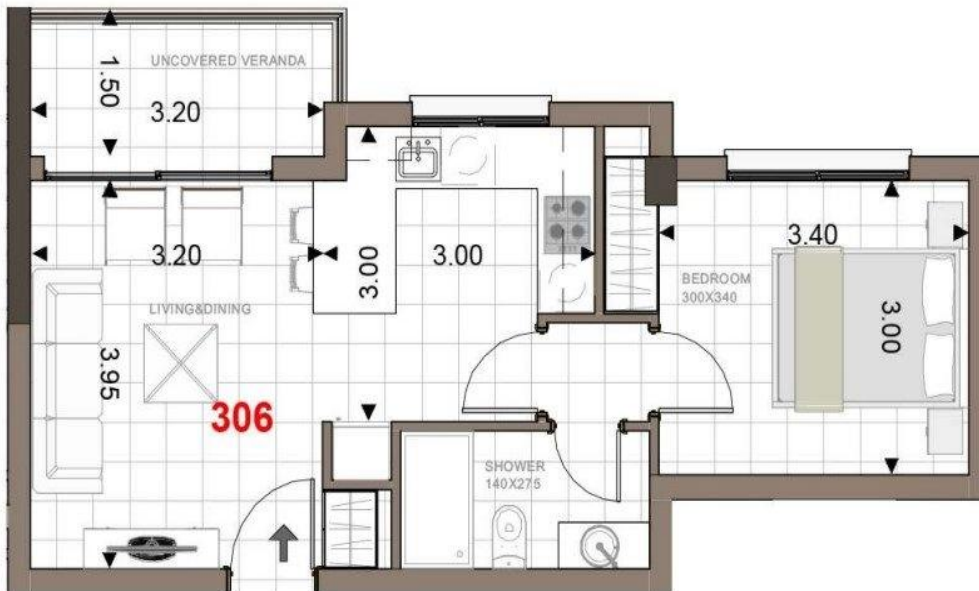 UNCOVERED VERANDA
1.50
3.20
3.20
3.00
3.00
3.40
BEDROOM
300X340
3.00
LIVING&DINING
3.95
306
SHOWER
140X275